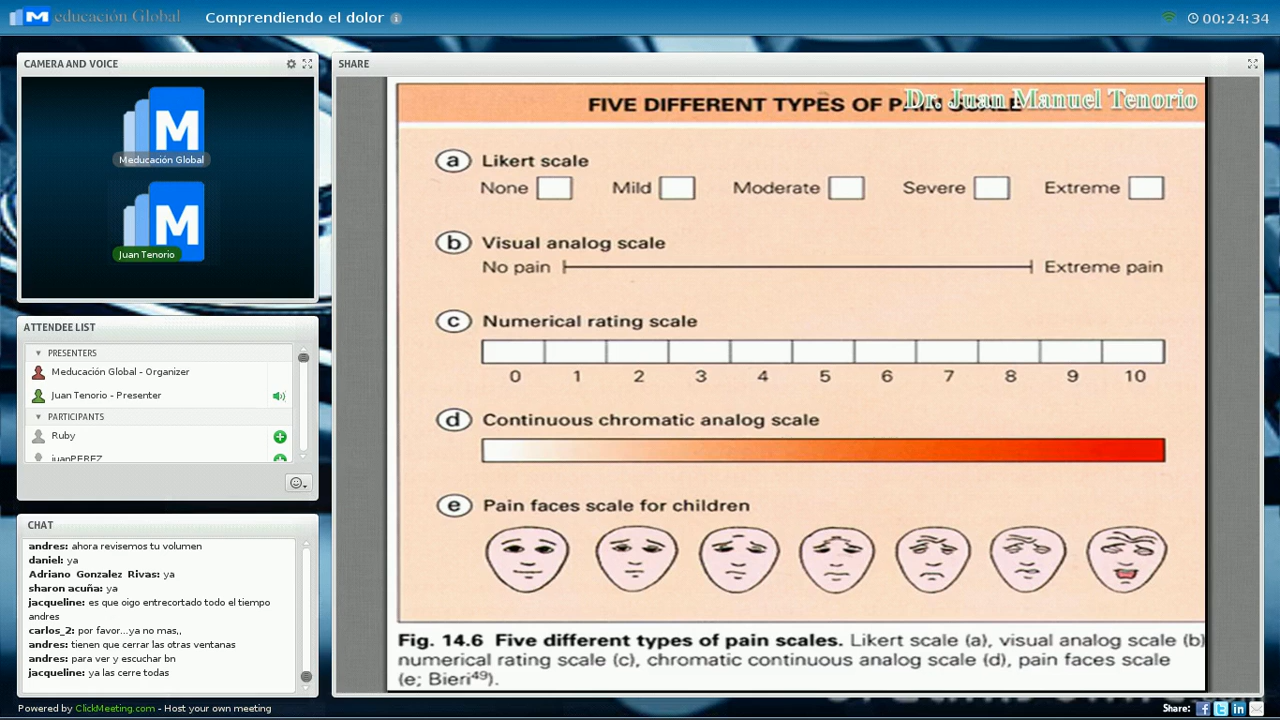 M educación Global
Comprendiendo el dolor
00:24:34
CAMERA AND VOICE
M
Meducación Global
M
Juan Tenorio
ATTENDEE LIST
PRESENTERS
Meducación Global - Organizer
Juan Tenorio - Presenter
PARTICIPANTS
Ruby
juanPEREZ
CHAT
andres: ahora revisemos tu volumen
daniel: ya
Adriano Gonzalez Rivas: ya
sharon acuña: ya
jacqueline: es que oigo entrecortado todo el tiempo
andres
carlos_2: por favor...ya no mas,,
andres: tienen que cerrar las otras ventanas
andres: para ver y escuchar bn
jacqueline: ya las cerre todas
SHARE
FIVE DIFFERENT TYPES OF PAIN SCALE
Dr. Juan Manuel Tenorio
a Likert scale
None Mild Moderate Severe Extreme
b Visual analog scale
No pain Extreme pain
c Numerical rating scale
0 1 2 3 4 5 6 7 8 9 10
d Continuous chromatic analog scale
e Pain faces scale for children
Fig. 14.6 Five different types of pain scales. Likert scale (a), visual analog scale (b)
numerical rating scale (c), chromatic continuous analog scale (d), pain faces scale
(e; Bieri⁴⁹).
Powered by ClickMeeting.com - Host your own meeting
Share: